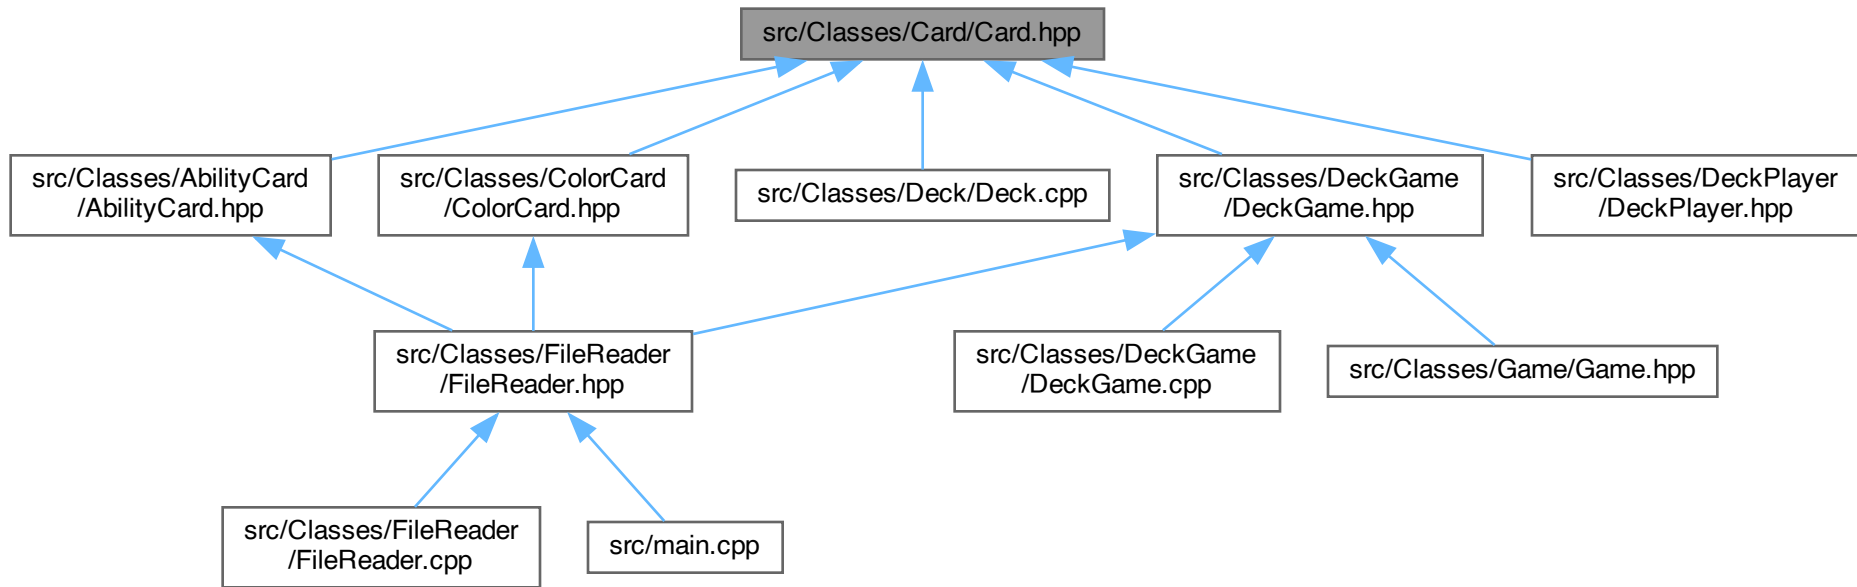 src/Classes/Card/Card.hpp
src/Classes/AbilityCard
/AbilityCard.hpp
src/Classes/ColorCard
/ColorCard.hpp
src/Classes/Deck/Deck.cpp
src/Classes/DeckGame
/DeckGame.hpp
src/Classes/DeckPlayer
/DeckPlayer.hpp
src/Classes/FileReader
/FileReader.hpp
src/Classes/DeckGame
/DeckGame.cpp
src/Classes/Game/Game.hpp
src/Classes/FileReader
/FileReader.cpp
src/main.cpp